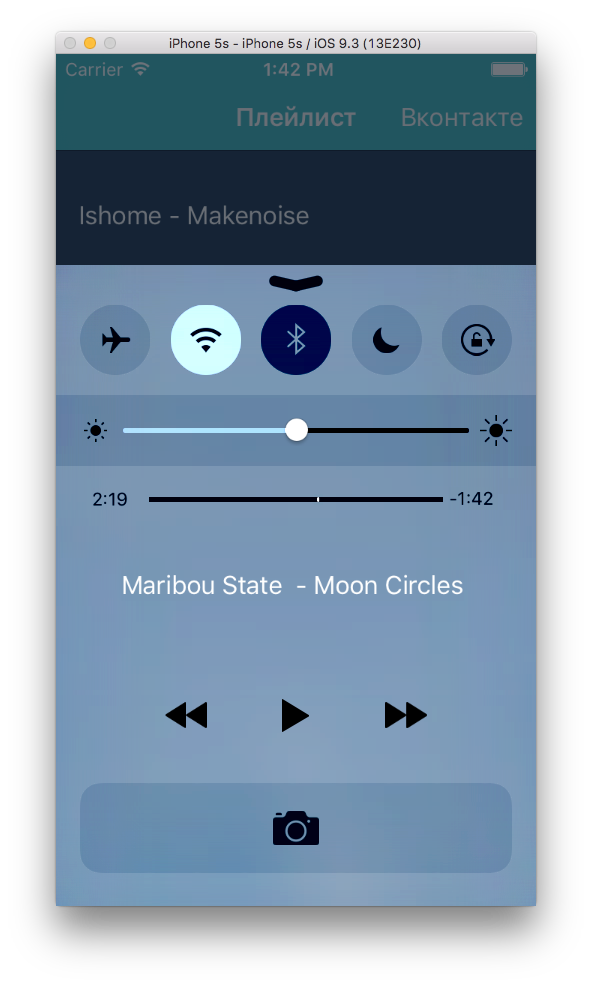 iPhone 5s - iPhone 5s / iOS 9.3 (13E230)
Carrier 1:42 PM
Плейлист Вконтакте
Ishome - Makenoise
2:19 -1:42
Maribou State - Moon Circles